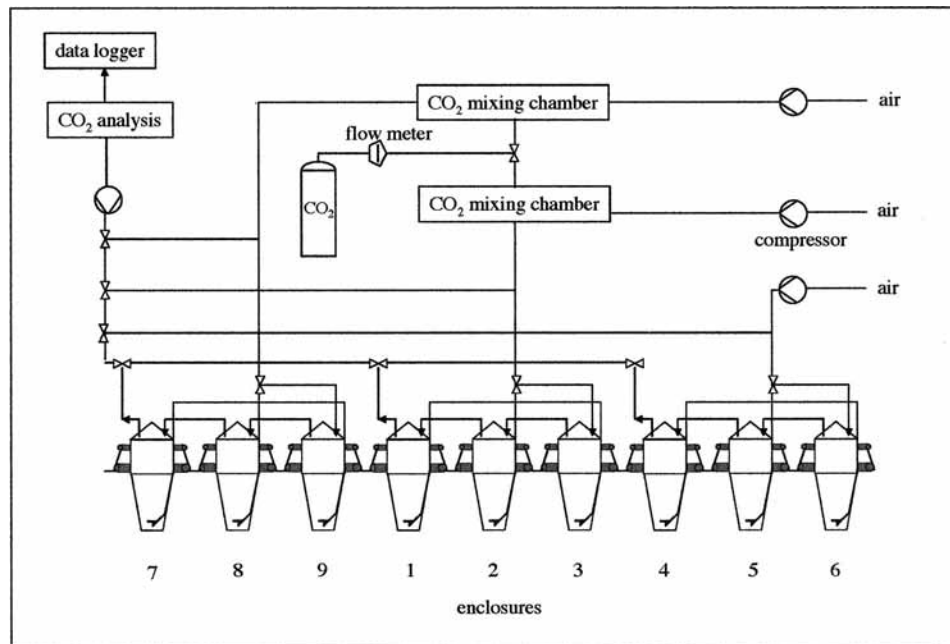 data logger
CO₂ analysis
CO₂ mixing chamber
air
flow meter
CO₂
CO₂ mixing chamber
air
compressor
air
7 8 9 1 2 3 4 5 6
enclosures